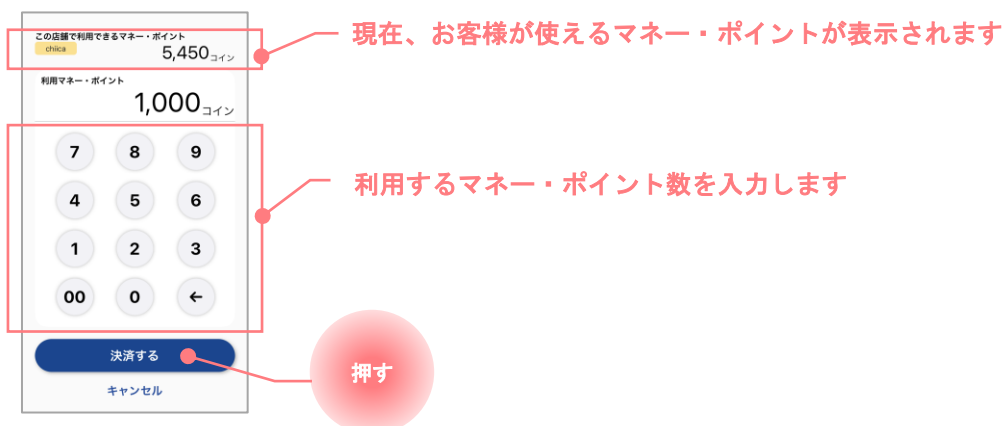 この店舗で利用できるマネー・ポイント
chiica
5,450コイン
現在、お客様が使えるマネー・ポイントが表示されます
利用マネー・ポイント
1,000コイン
7 8 9
4 5 6
1 2 3
00 0 ←
利用するマネー・ポイント数を入力します
決済する
押す
キャンセル